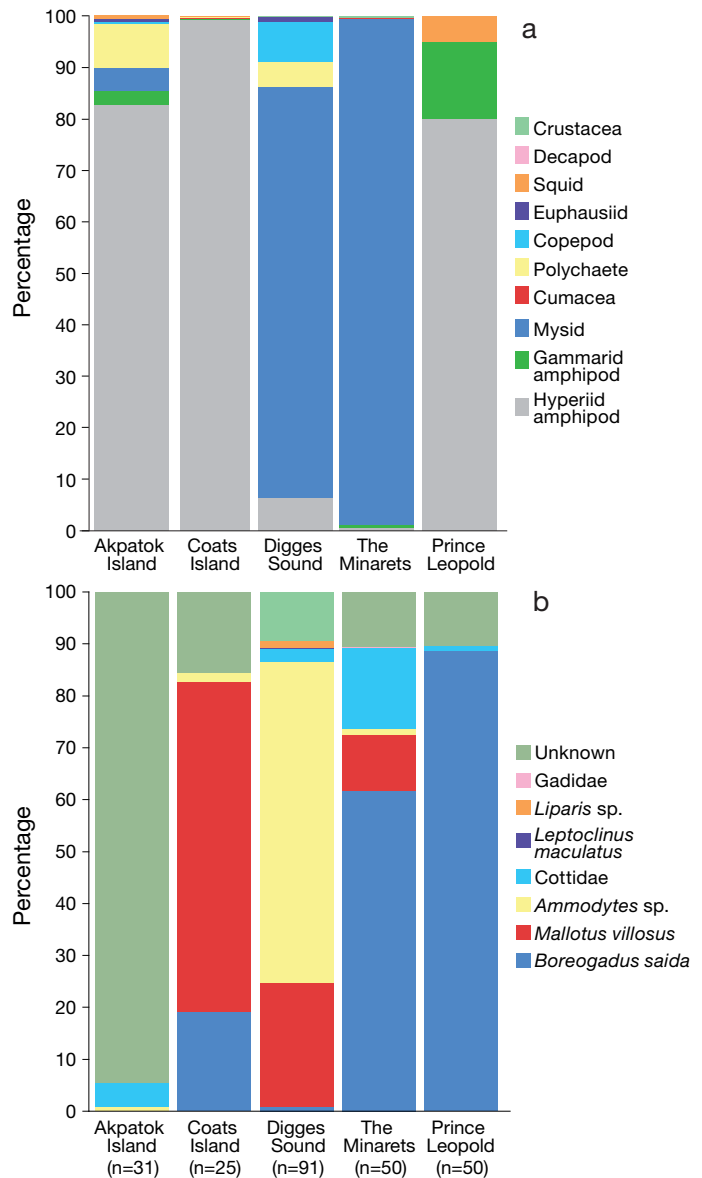 a
100
90
80
70
60
50
40
30
20
10
0
Percentage
Crustacea
Decapod
Squid
Euphausiid
Copepod
Polychaete
Cumacea
Mysid
Gammarid
amphipod
Hyperiid
amphipod
Akpatok
Island
Coats
Island
Digges
Sound
The
Minarets
Prince
Leopold
b
100
90
80
70
60
50
40
30
20
10
0
Percentage
Unknown
Gadidae
Liparis sp.
Leptoclinus
maculatus
Cottidae
Ammodytes sp.
Mallotus villosus
Boreogadus saida
Akpatok
Island
(n=31)
Coats
Island
(n=25)
Digges
Sound
(n=91)
The
Minarets
(n=50)
Prince
Leopold
(n=50)